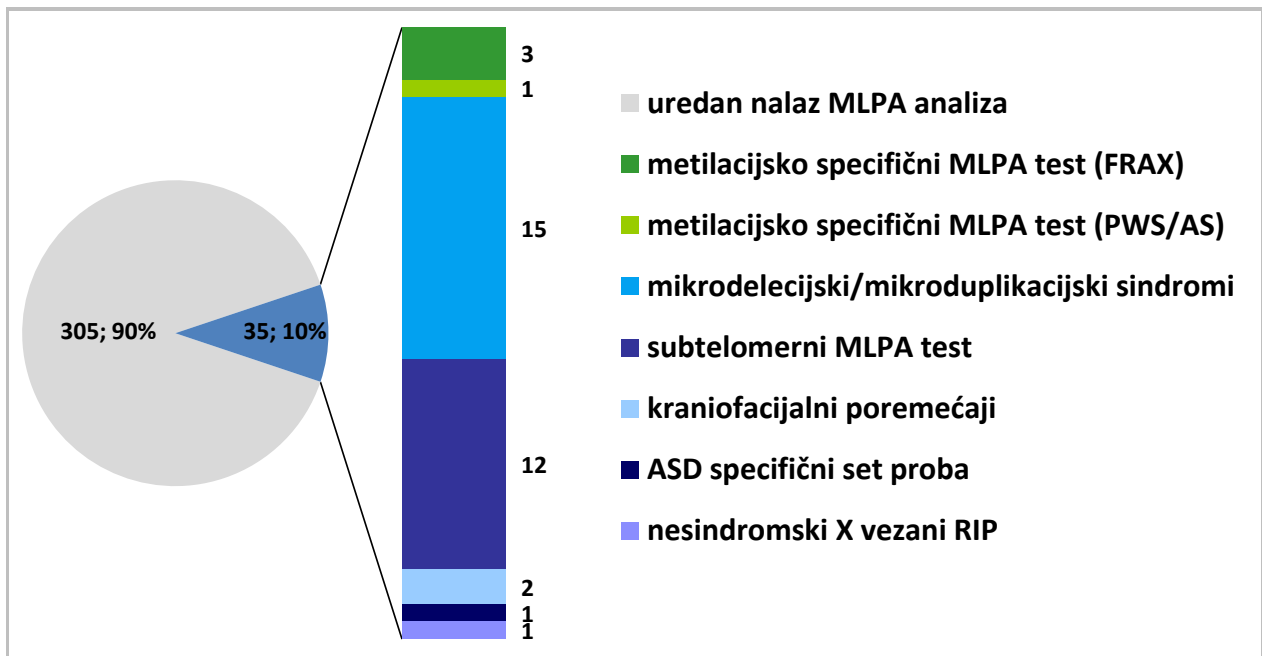 305; 90%
35; 10%
3
1
15
12
2
1
1
uredan nalaz MLPA analiza
metilacijsko specifični MLPA test (FRAX)
metilacijsko specifični MLPA test (PWS/AS)
mikrodelecijski/mikroduplikacijski sindromi
subtelomerni MLPA test
kraniofacijalni poremećaji
ASD specifični set proba
nesindromski X vezani RIP